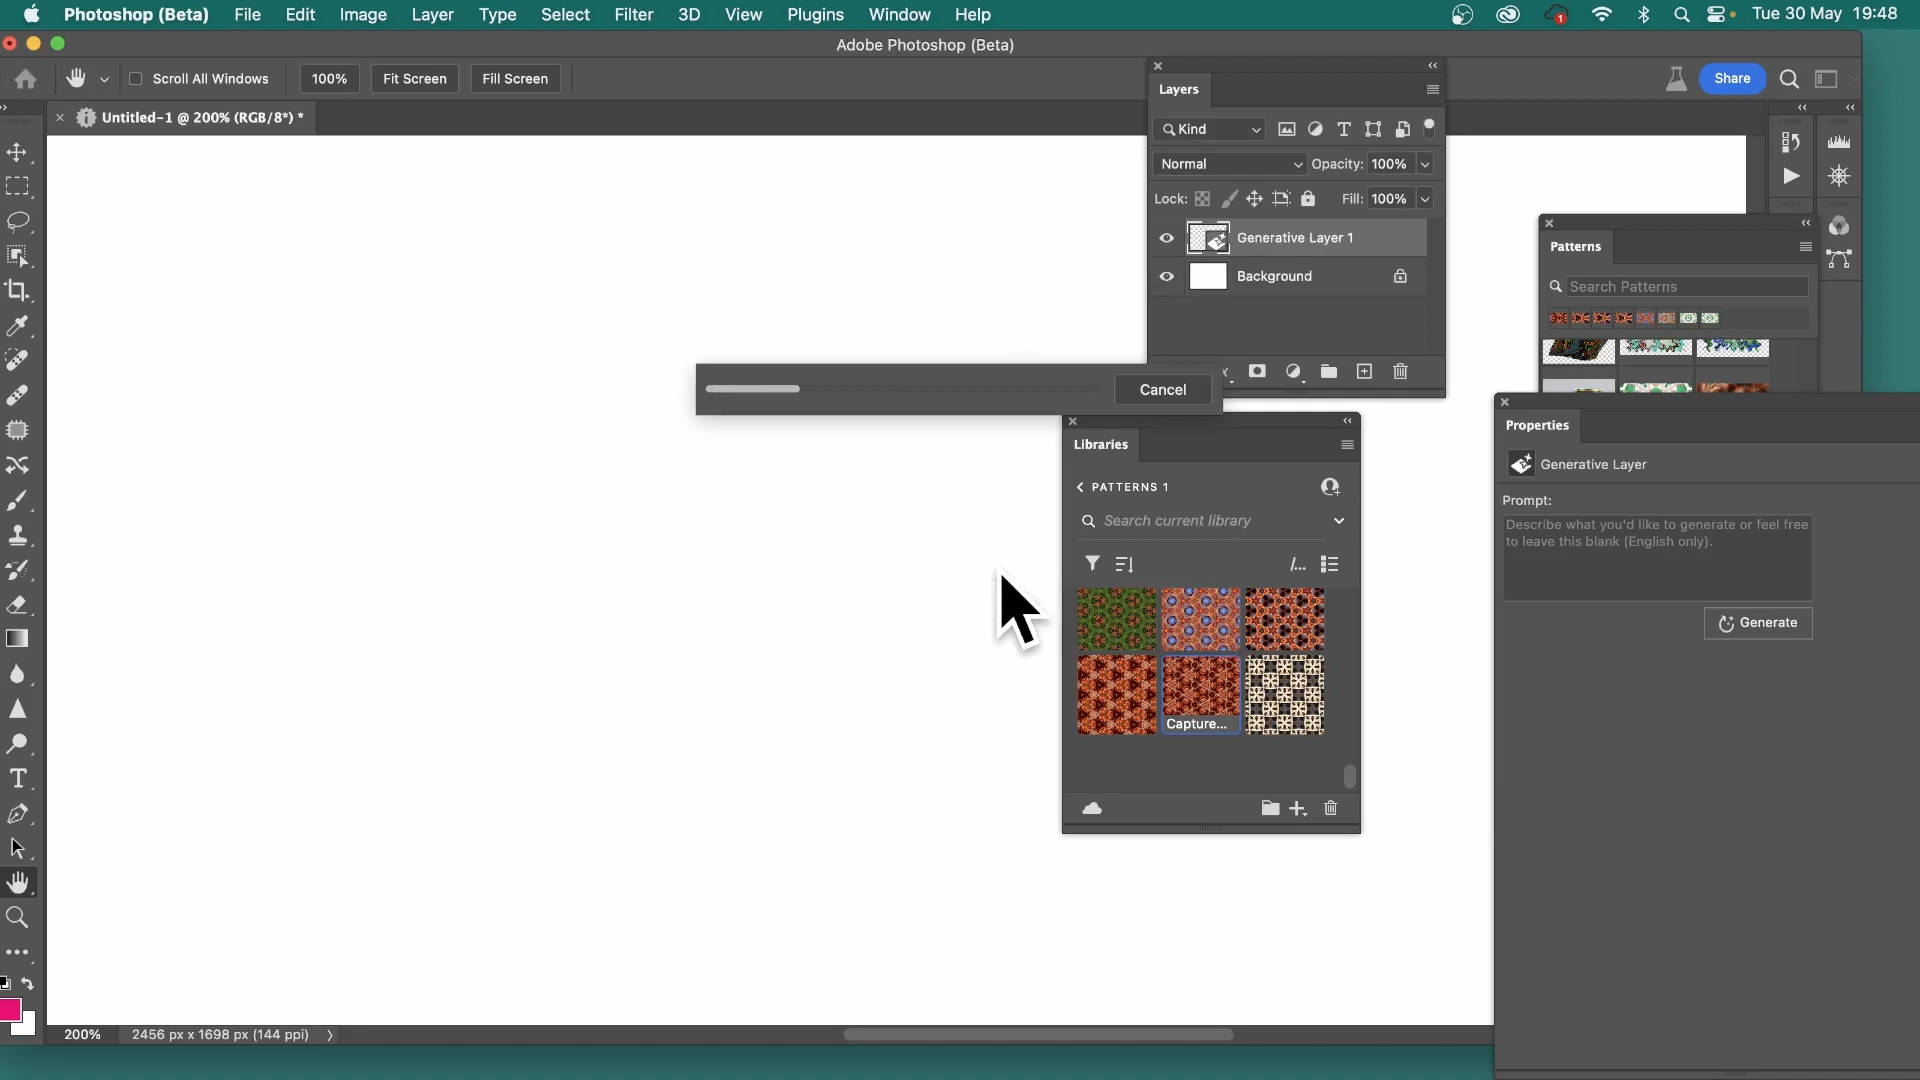 Photoshop (Beta) File Edit Image Layer Type Select Filter 3D View Plugins Window Help 1 Tue 30 May 19:48
Adobe Photoshop (Beta)
Scroll All Windows 100% Fit Screen Fill Screen Share
Untitled-1 @ 200% (RGB/8*) *
Layers
Kind
Normal Opacity: 100%
Lock: Fill: 100%
Generative Layer 1
Background
Patterns
Search Patterns
Cancel
Properties
Generative Layer
Prompt:
Describe what you'd like to generate or feel free
to leave this blank (English only).
Generate
Libraries
PATTERNS 1
Search current library
/...
Capture...
200% 2456 px x 1698 px (144 ppi)